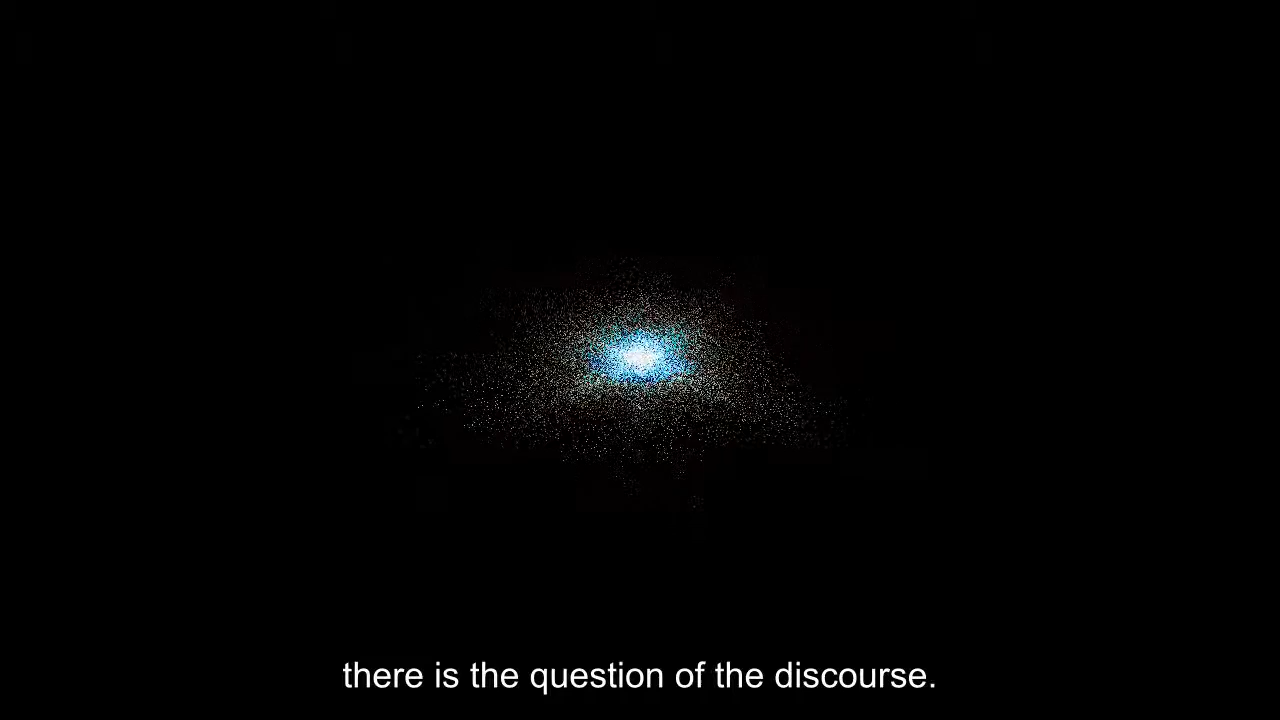 there is the question of the discourse.